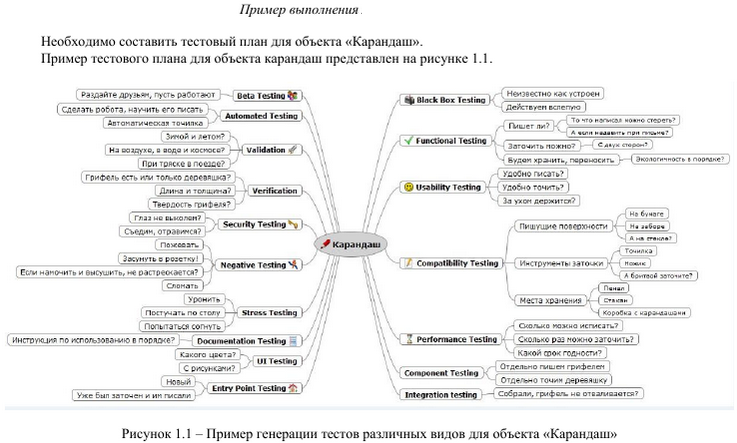 Пример выполнения.
Необходимо составить тестовый план для объекта «Карандаш».
Пример тестового плана для объекта карандаш представлен на рисунке 1.1.
Раздайте друзьям, пусть работают
Beta Testing
Сделать робота, научить его писать
Автоматическая точилка
Automated Testing
Зимой и летом?
На воздухе, в воде и космосе?
При тряске в поезде?
Validation
Грифель есть или только деревяшка?
Длина и толщина?
Твердость грифеля?
Verification
Глаз не выколем?
Съедим, отравимся?
Security Testing
Пожевать
Засунуть в розетку!
Если намочить и высушить, не растрескается?
Сломать
Negative Testing
Уронить
Постучать по столу
Попытаться согнуть
Stress Testing
Инструкция по использованию в порядке?
Documentation Testing
Какого цвета?
С рисунками?
UI Testing
Новый
Уже был заточен и им писали
Entry Point Testing
Карандаш
Black Box Testing
Неизвестно как устроен
Действуем вслепую
Functional Testing
Пишет ли?
То что написал можно стереть?
А если надавить при письме?
Заточить можно?
С двух сторон?
Будем хранить, переносить
Экологичность в порядке?
Usability Testing
Удобно писать?
Удобно точить?
За ухом держится?
Compatibility Testing
Пишущие поверхности
На бумаге
На заборе
А на стекле?
Инструменты заточки
Точилка
Ножик
А бритвой заточите?
Места хранения
Пенал
Стакан
Коробка с карандашами
Performance Testing
Сколько можно исписать?
Сколько раз можно заточить?
Какой срок годности?
Component Testing
Отдельно пишем грифелем
Отдельно точим деревяшку
Integration testing
Собрали, грифель не отваливается?
Рисунок 1.1 – Пример генерации тестов различных видов для объекта «Карандаш»